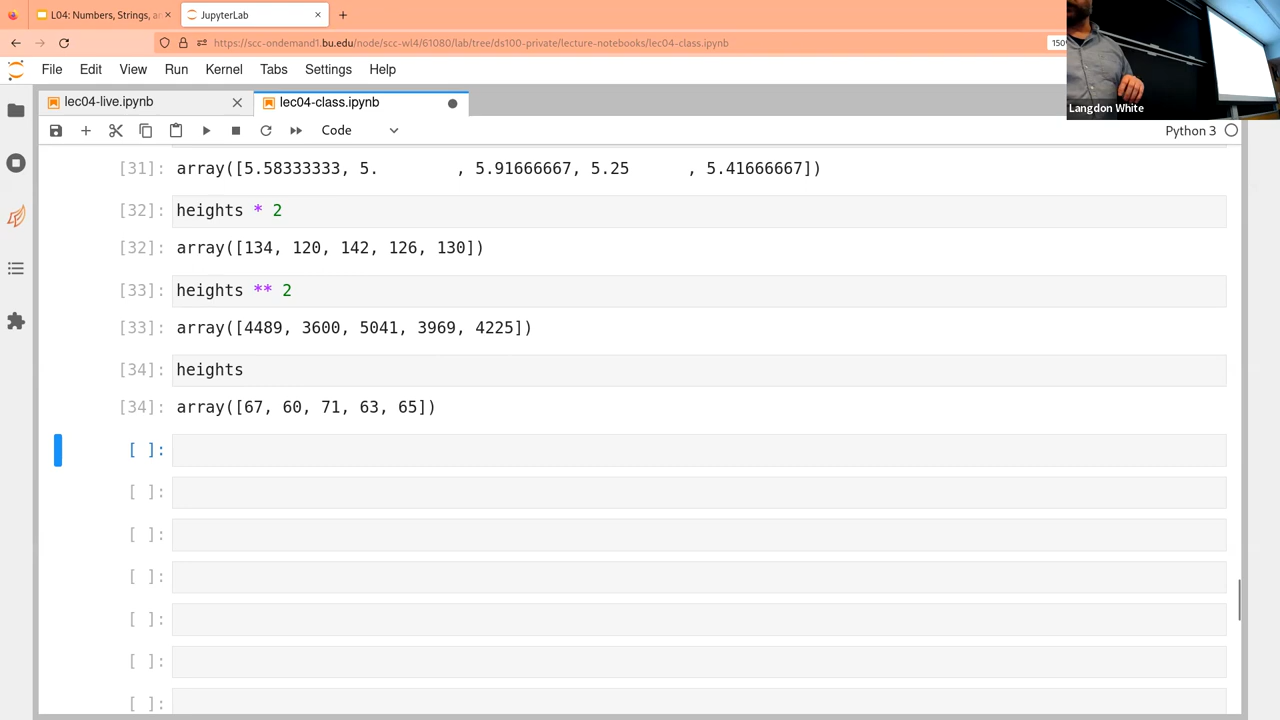 L04: Numbers, Strings, a
JupyterLab
https://scc-ondemand1.bu.edu/node/scc-wl4/61080/lab/tree/ds100-private/lecture-notebooks/lec04-class.ipynb
150
Langdon White
File Edit View Run Kernel Tabs Settings Help
lec04-live.ipynb
lec04-class.ipynb
Code
Python 3
[31]: array([5.58333333, 5.        , 5.91666667, 5.25      , 5.41666667])
[32]: heights * 2
[32]: array([134, 120, 142, 126, 130])
[33]: heights ** 2
[33]: array([4489, 3600, 5041, 3969, 4225])
[34]: heights
[34]: array([67, 60, 71, 63, 65])
[ ]:
[ ]:
[ ]:
[ ]:
[ ]:
[ ]:
[ ]: